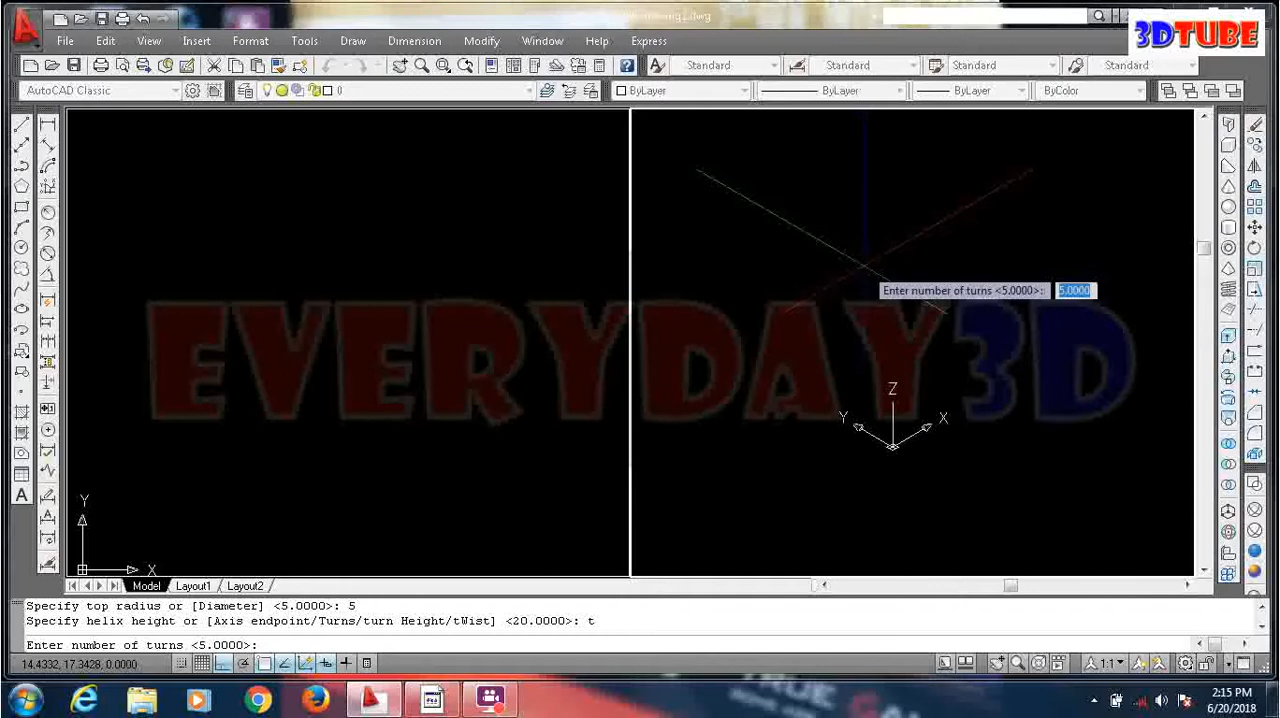 3DTUBE
File Edit View Insert Format Tools Draw Dimension Help Express
Standard Standard Standard Standard
AutoCAD Classic 0 ByLayer ByLayer ByLayer ByColor
Enter number of turns <5.0000>: 5.0000
EVERYDAY3D
Z
Y X
Y
X
Model Layout1 Layout2
Specify top radius or [Diameter] <5.0000>: 5
Specify helix height or [Axis endpoint/Turns/turn Height/tWist] <20.0000>: t
Enter number of turns <5.0000>:
14.4332, 17.3428, 0.0000 1:1
2:15 PM
6/20/2018